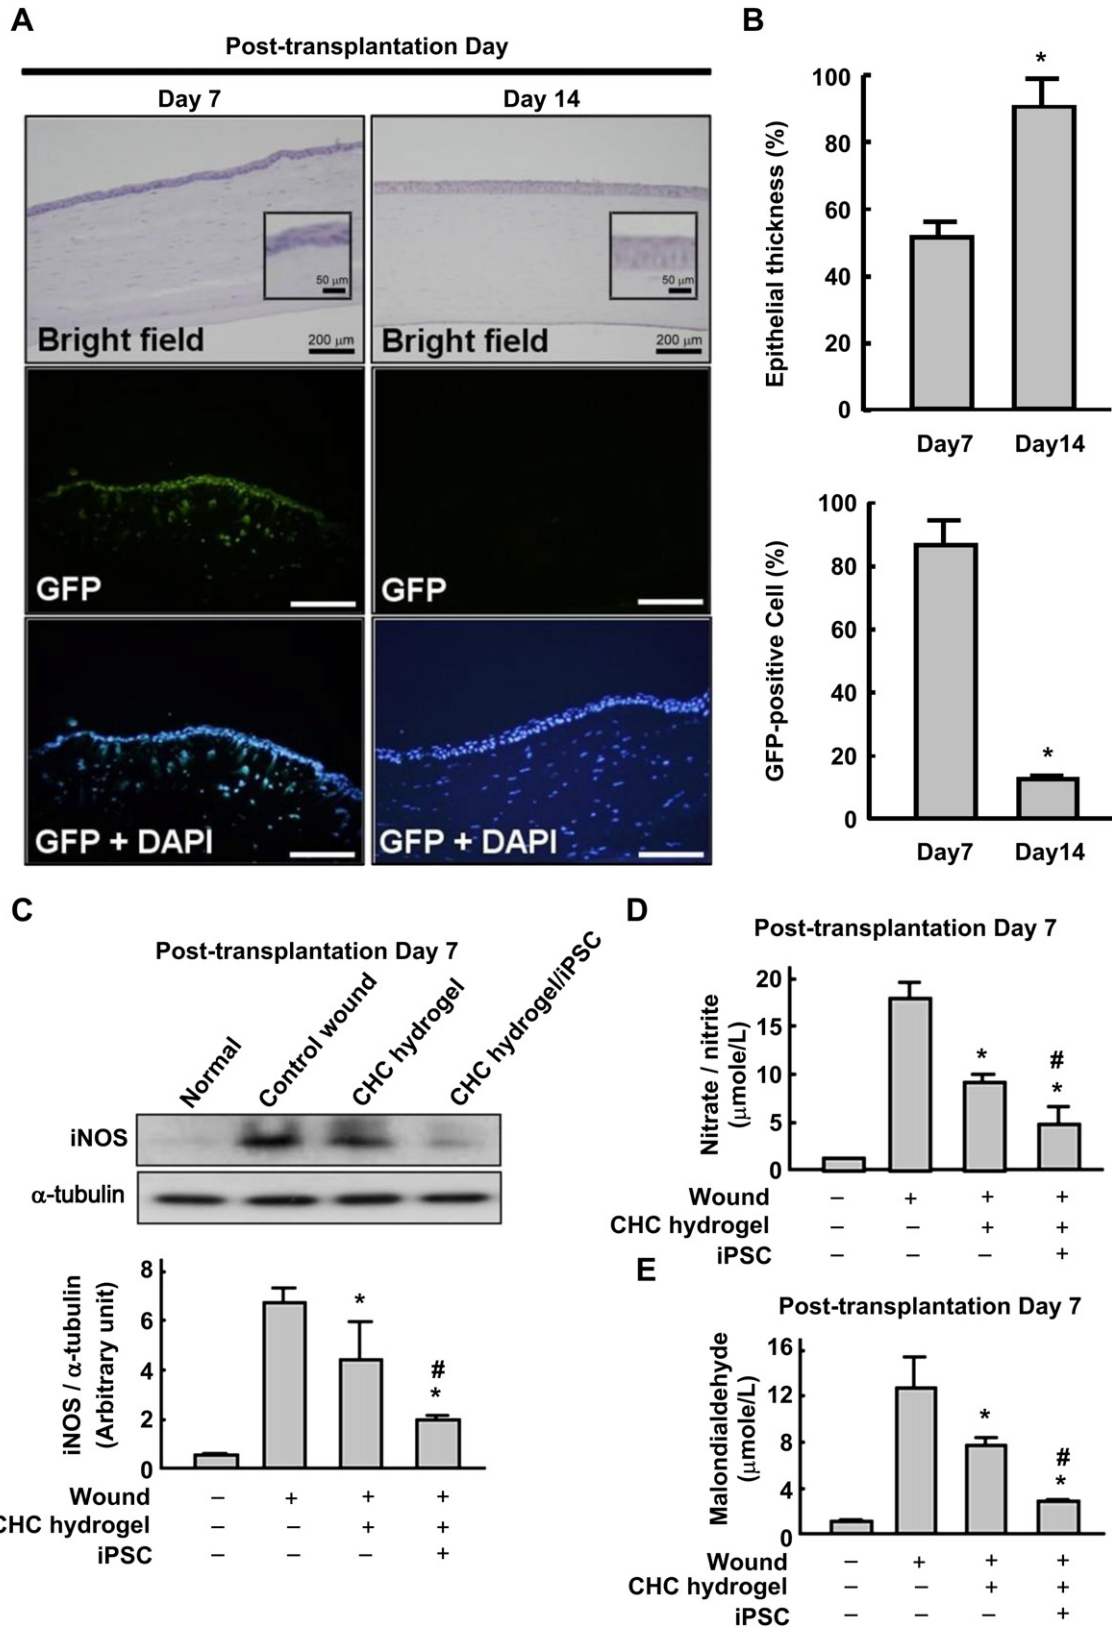 A
Post-transplantation Day
Day 7
Day 14
50 μm
Bright field
200 μm
50 μm
Bright field
200 μm
GFP
GFP
GFP + DAPI
GFP + DAPI
B
Epithelial thickness (%)
100
80
60
40
20
0
*
Day7
Day14
GFP-positive Cell (%)
100
80
60
40
20
0
*
Day7
Day14
C
Post-transplantation Day 7
Normal
Control wound
CHC hydrogel
CHC hydrogel/iPSC
iNOS
α-tubulin
iNOS / α-tubulin
(Arbitrary unit)
8
6
4
2
0
*
#
*
Wound – + + +
CHC hydrogel – – + +
iPSC – – – +
D
Post-transplantation Day 7
Nitrate / nitrite
(μmole/L)
20
15
10
5
0
*
#
*
Wound – + + +
CHC hydrogel – – + +
iPSC – – – +
E
Post-transplantation Day 7
Malondialdehyde
(μmole/L)
16
12
8
4
0
*
#
*
Wound – + + +
CHC hydrogel – – + +
iPSC – – – +